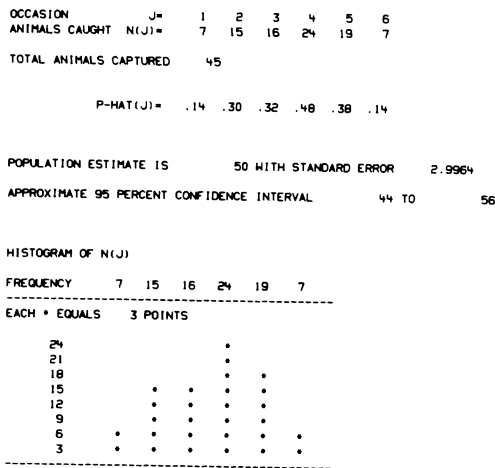 OCCASION J= 1 2 3 4 5 6
ANIMALS CAUGHT N(J)= 7 15 16 24 19 7
TOTAL ANIMALS CAPTURED 45
P-HAT(J)= .14 .30 .32 .48 .38 .14
POPULATION ESTIMATE IS 50 WITH STANDARD ERROR 2.9964
APPROXIMATE 95 PERCENT CONFIDENCE INTERVAL 44 TO 56
HISTOGRAM OF N(J)
FREQUENCY 7 15 16 24 19 7
EACH * EQUALS 3 POINTS
24 *
21 *
18 * *
15 * * * *
12 * * * *
9 * * * *
6 * * * * * *
3 * * * * * *